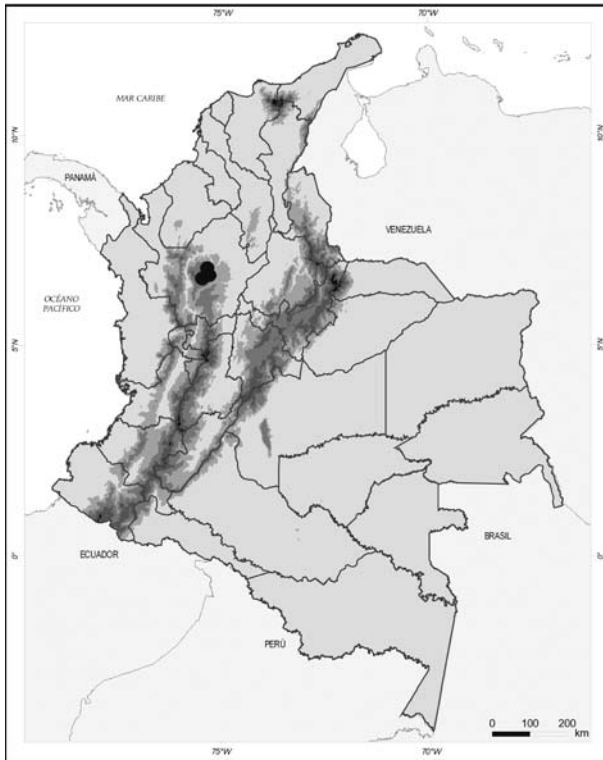 75°W 70°W
MAR CARIBE
10°N 10°N
PANAMÁ
VENEZUELA
OCÉANO
PACÍFICO
5°N 5°N
BRASIL
ECUADOR
0° 0°
PERÚ
0 100 200
km
75°W 70°W